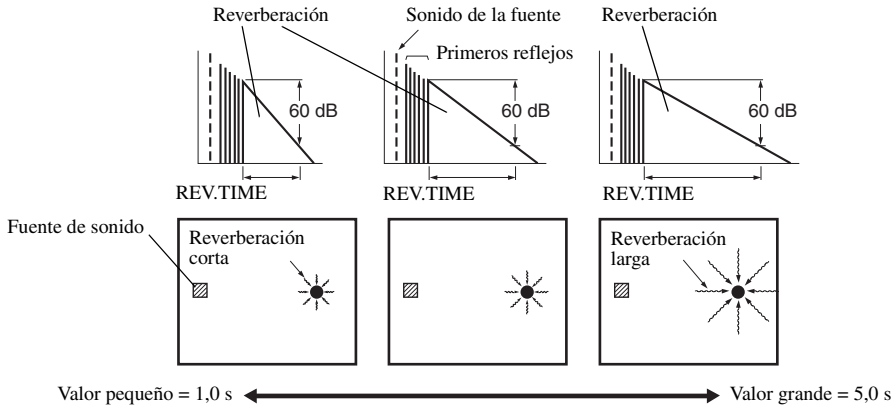 Reverberación
Sonido de la fuente
Reverberación
Primeros reflejos
60 dB
60 dB
60 dB
REV.TIME
REV.TIME
REV.TIME
Fuente de sonido
Reverberación
corta
Reverberación
larga
Valor pequeño = 1,0 s
Valor grande = 5,0 s